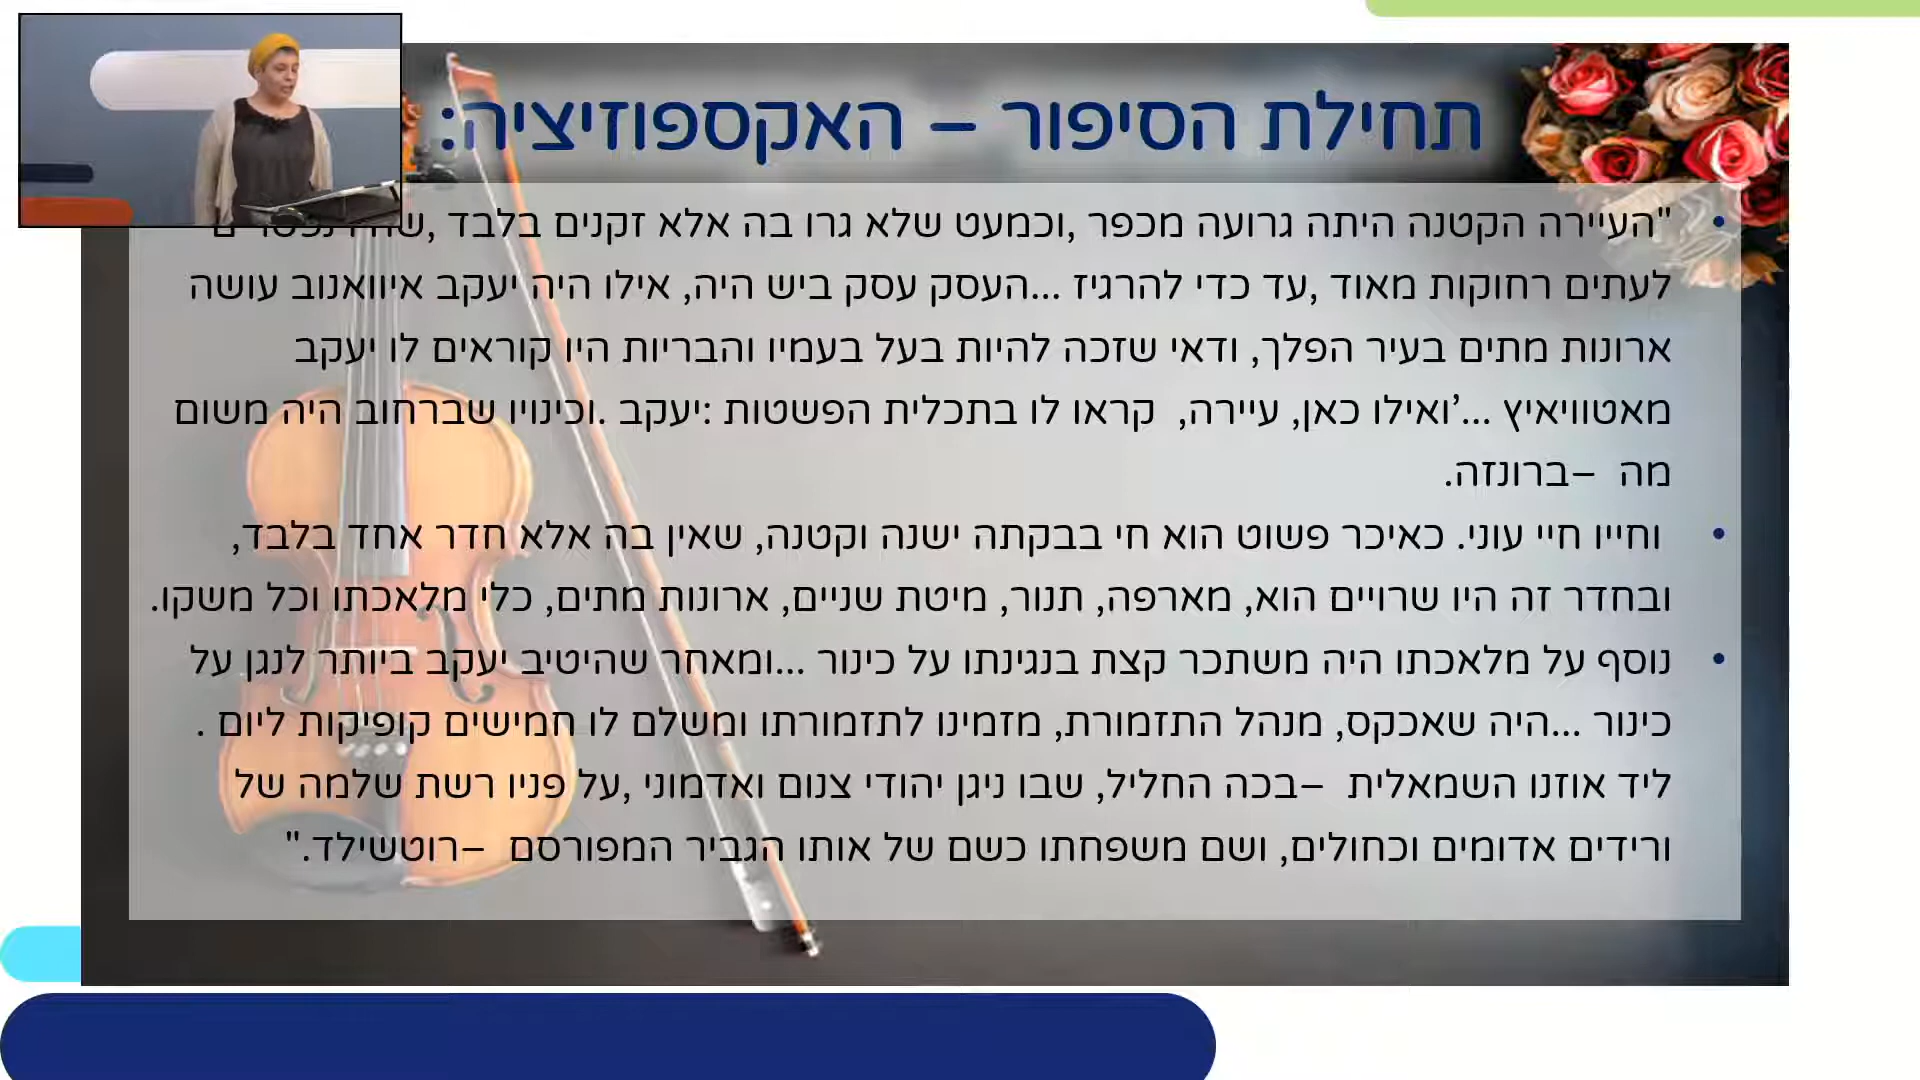 תחילת הסיפור – האקספוזיציה:
• "העיירה הקטנה היתה גרועה מכפר ,וכמעט שלא גרו בה אלא זקנים בלבד
לעתים רחוקות מאוד ,עד כדי להרגיז ...העסק עסק ביש היה, אילו היה יעקב איוואנוב עושה
ארונות מתים בעיר הפלך, ודאי שזכה להיות בעל בעמיו והבריות היו קוראים לו יעקב
מאטוויאיץ ...'ואילו כאן, עיירה,  קראו לו בתכלית הפשטות :יעקב .וכינויו שברחוב היה משום
מה  –ברונזה.
• וחייו חיי עוני. כאיכר פשוט הוא חי בבקתה ישנה וקטנה, שאין בה אלא חדר אחד בלבד,
ובחדר זה היו שרויים הוא, מארפה, תנור, מיטת שניים, ארונות מתים, כלי מלאכתו וכל משקו.
• נוסף על מלאכתו היה משתכר קצת בנגינתו על כינור ...ומאחר שהיטיב יעקב ביותר לנגן על
כינור ...היה שאכקס, מנהל התזמורת, מזמינו לתזמורתו ומשלם לו חמישים קופיקות ליום .
ליד אוזנו השמאלית  –בכה החליל, שבו ניגן יהודי צנום ואדמוני ,על פניו רשת שלמה של
ורידים אדומים וכחולים, ושם משפחתו כשם של אותו הגביר המפורסם  –רוטשילד."